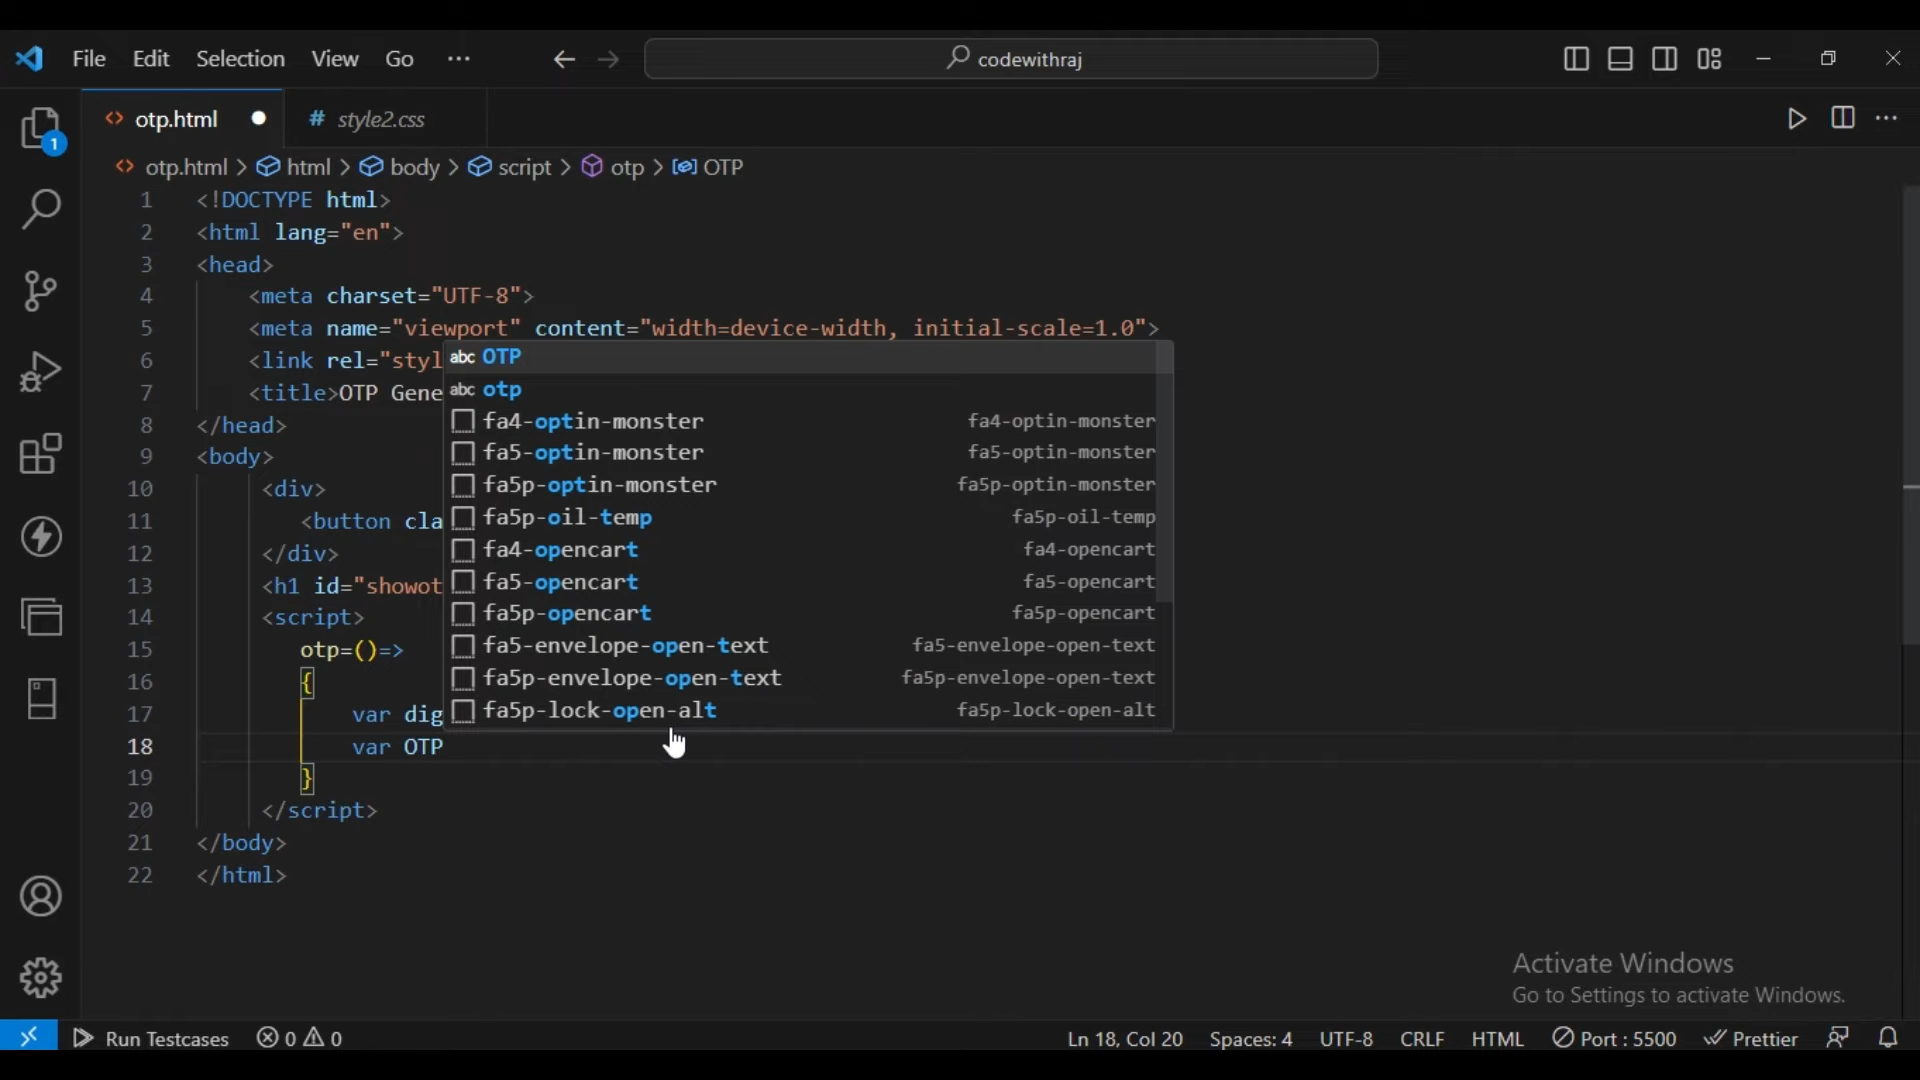 File Edit Selection View Go ··· codewithraj
otp.html # style2.css
1
otp.html > html > body > script > otp > OTP
1 <!DOCTYPE html>
2 <html lang="en">
3 <head>
4 <meta charset="UTF-8">
5 <meta name="viewport" content="width=device-width, initial-scale=1.0">
6 <link rel="styl
7 <title>OTP Gene
8 </head>
9 <body>
10 <div>
11 <button cla
12 </div>
13 <h1 id="showot
14 <script>
15 otp=()=>
16 {
17 var dig
18 var OTP
19 }
20 </script>
21 </body>
22 </html>
abc OTP
abc otp
fa4-optin-monster fa4-optin-monster
fa5-optin-monster fa5-optin-monster
fa5p-optin-monster fa5p-optin-monster
fa5p-oil-temp fa5p-oil-temp
fa4-opencart fa4-opencart
fa5-opencart fa5-opencart
fa5p-opencart fa5p-opencart
fa5-envelope-open-text fa5-envelope-open-text
fa5p-envelope-open-text fa5p-envelope-open-text
fa5p-lock-open-alt fa5p-lock-open-alt
Activate Windows
Go to Settings to activate Windows.
Run Testcases 0 0 Ln 18, Col 20 Spaces: 4 UTF-8 CRLF HTML Port : 5500 Prettier